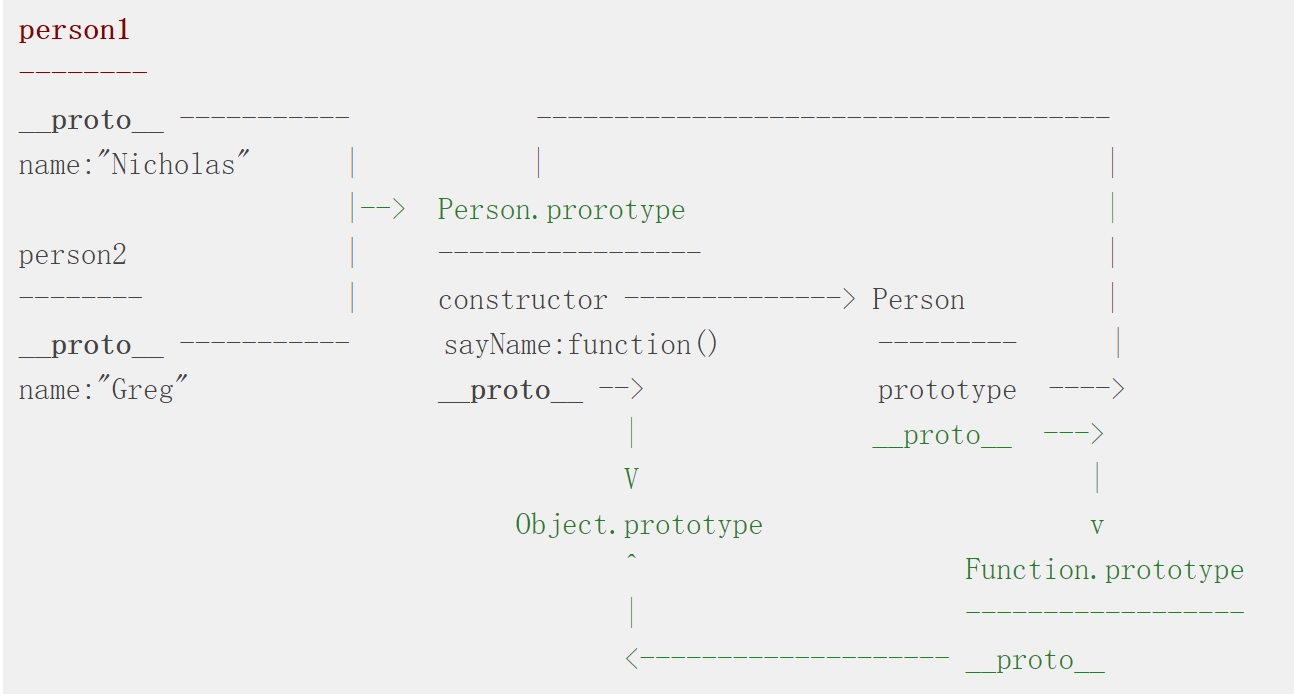 person1
--------
__proto__ ----------- -------------------------------------
name:"Nicholas" | | |
|--> Person.prorotype |
person2 | ----------------- |
-------- | constructor --------------> Person |
__proto__ ----------- sayName:function() --------- |
name:"Greg" __proto__ --> prototype ---->
| __proto__ --->
V |
Object.prototype v
^ Function.prototype
| ------------------
<-------------------- __proto__